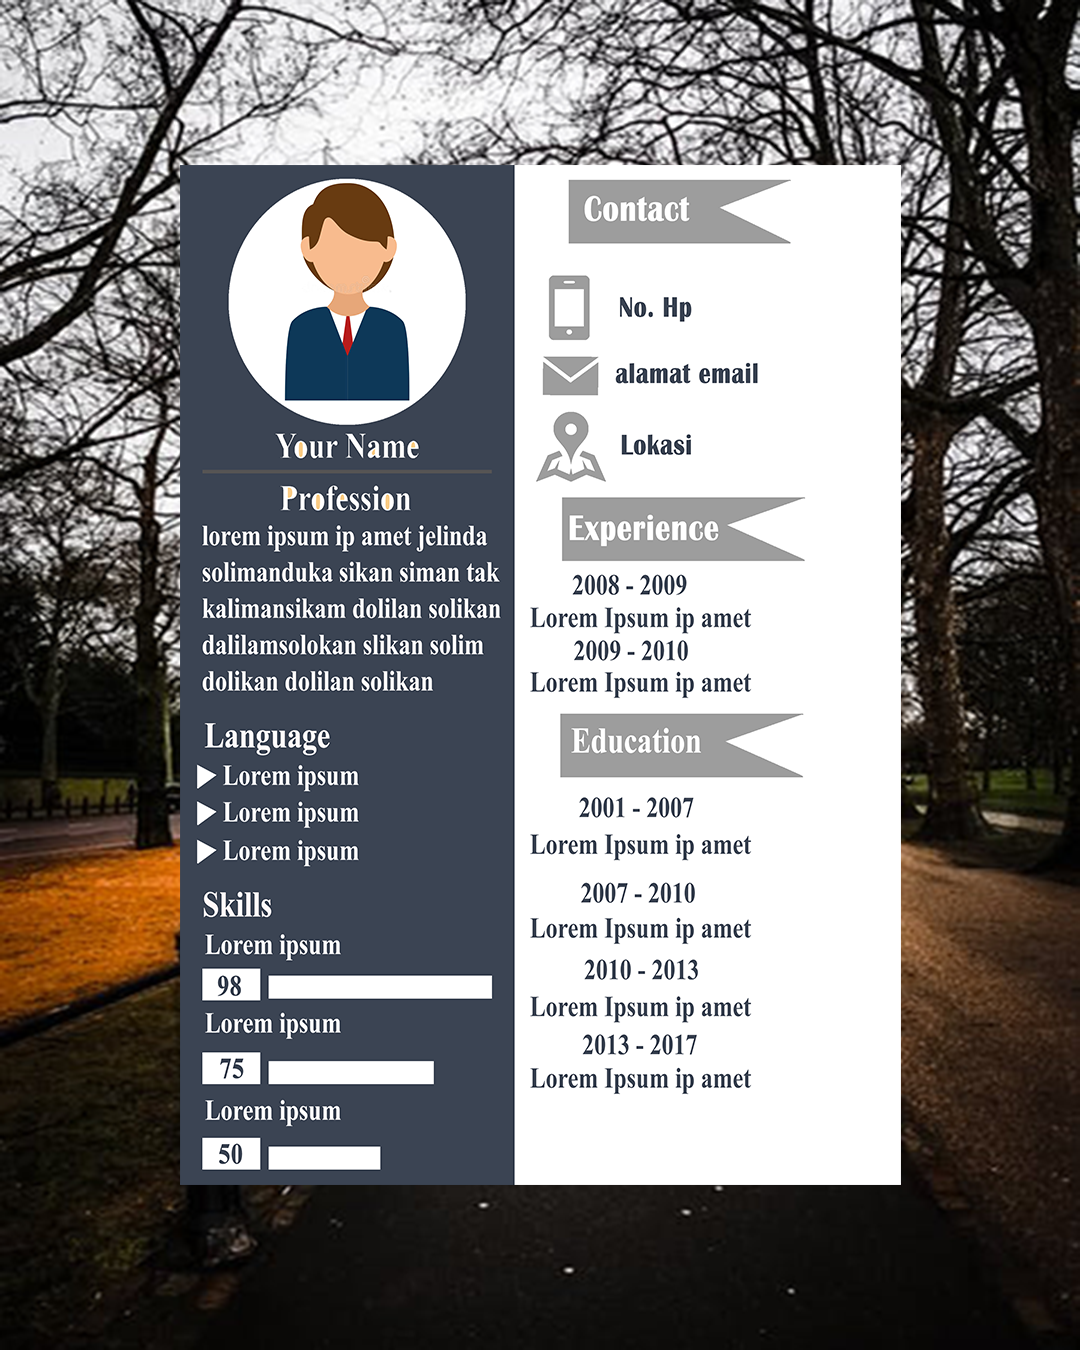 Your Name
Profession
lorem ipsum ip amet jelinda
solimanduka sikan siman tak
kalimansikam dolilan solikan
dalilamsolokan slikan solim
dolikan dolilan solikan
Language
Lorem ipsum
Lorem ipsum
Lorem ipsum
Skills
Lorem ipsum
98
Lorem ipsum
75
Lorem ipsum
50
Contact
No. Hp
alamat email
Lokasi
Experience
2008 - 2009
Lorem Ipsum ip amet
2009 - 2010
Lorem Ipsum ip amet
Education
2001 - 2007
Lorem Ipsum ip amet
2007 - 2010
Lorem Ipsum ip amet
2010 - 2013
Lorem Ipsum ip amet
2013 - 2017
Lorem Ipsum ip amet